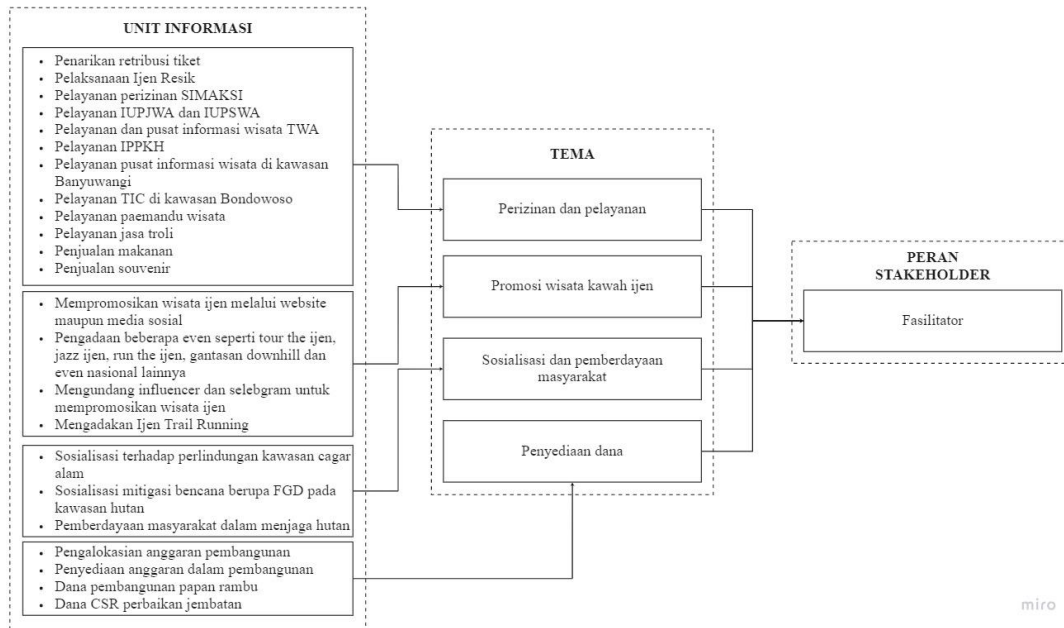 UNIT INFORMASI
• Penarikan retribusi tiket
• Pelaksanaan Ijen Resik
• Pelayanan perizinan SIMAKSI
• Pelayanan IUPJWA dan IUPSWA
• Pelayanan dan pusat informasi wisata TWA
• Pelayanan IPPKH
• Pelayanan pusat informasi wisata di kawasan
Banyuwangi
• Pelayanan TIC di kawasan Bondowoso
• Pelayanan paemandu wisata
• Pelayanan jasa troli
• Penjualan makanan
• Penjualan souvenir
• Mempromosikan wisata ijen melalui website
maupun media sosial
• Pengadaan beberapa even seperti tour the ijen,
jazz ijen, run the ijen, gantasan downhill dan
even nasional lainnya
• Mengundang influencer dan selebgram untuk
mempromosikan wisata ijen
• Mengadakan Ijen Trail Running
• Sosialisasi terhadap perlindungan kawasan cagar
alam
• Sosialisasi mitigasi bencana berupa FGD pada
kawasan hutan
• Pemberdayaan masyarakat dalam menjaga hutan
• Pengalokasian anggaran pembangunan
• Penyediaan anggaran dalam pembangunan
• Dana pembangunan papan rambu
• Dana CSR perbaikan jembatan
TEMA
Perizinan dan pelayanan
Promosi wisata kawah ijen
Sosialisasi dan pemberdayaan
masyarakat
Penyediaan dana
PERAN
STAKEHOLDER
Fasilitator
miro